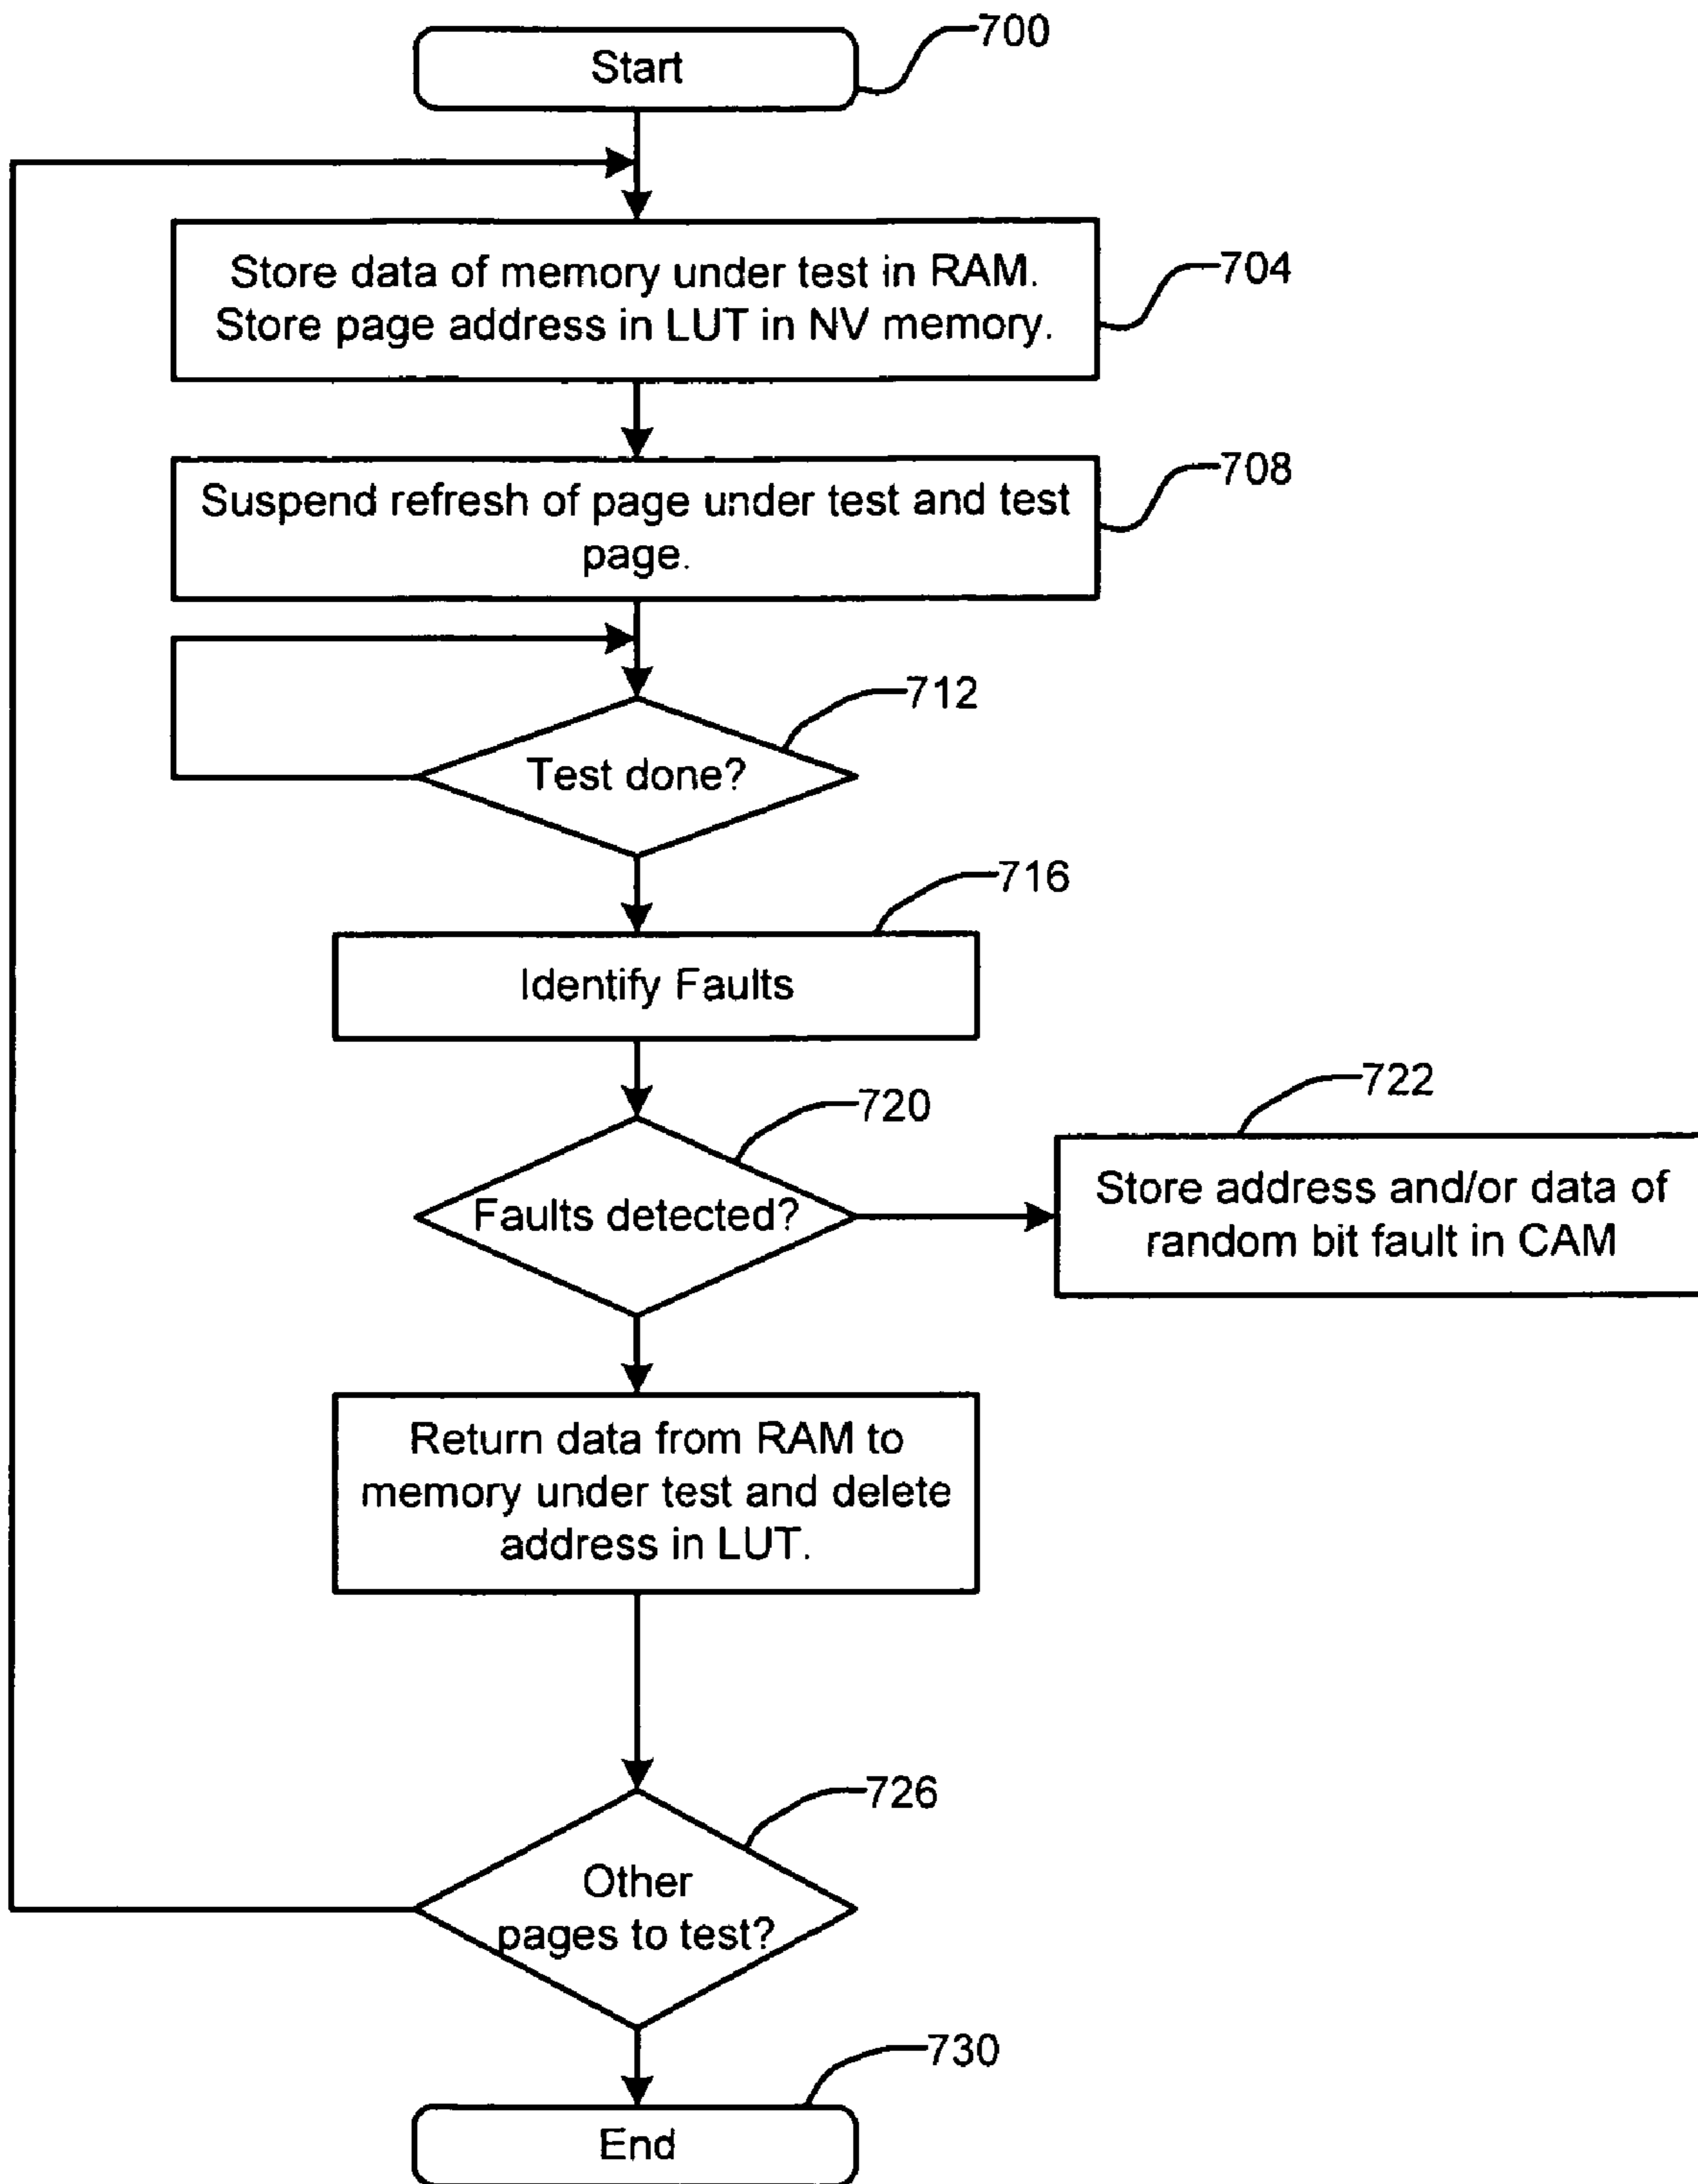 Start
700
Store data of memory under test in RAM.
Store page address in LUT in NV memory.
704
Suspend refresh of page under test and test
page.
708
712
Test done?
716
Identify Faults
720
Faults detected?
722
Store address and/or data of
random bit fault in CAM
Return data from RAM to
memory under test and delete
address in LUT.
726
Other
pages to test?
730
End